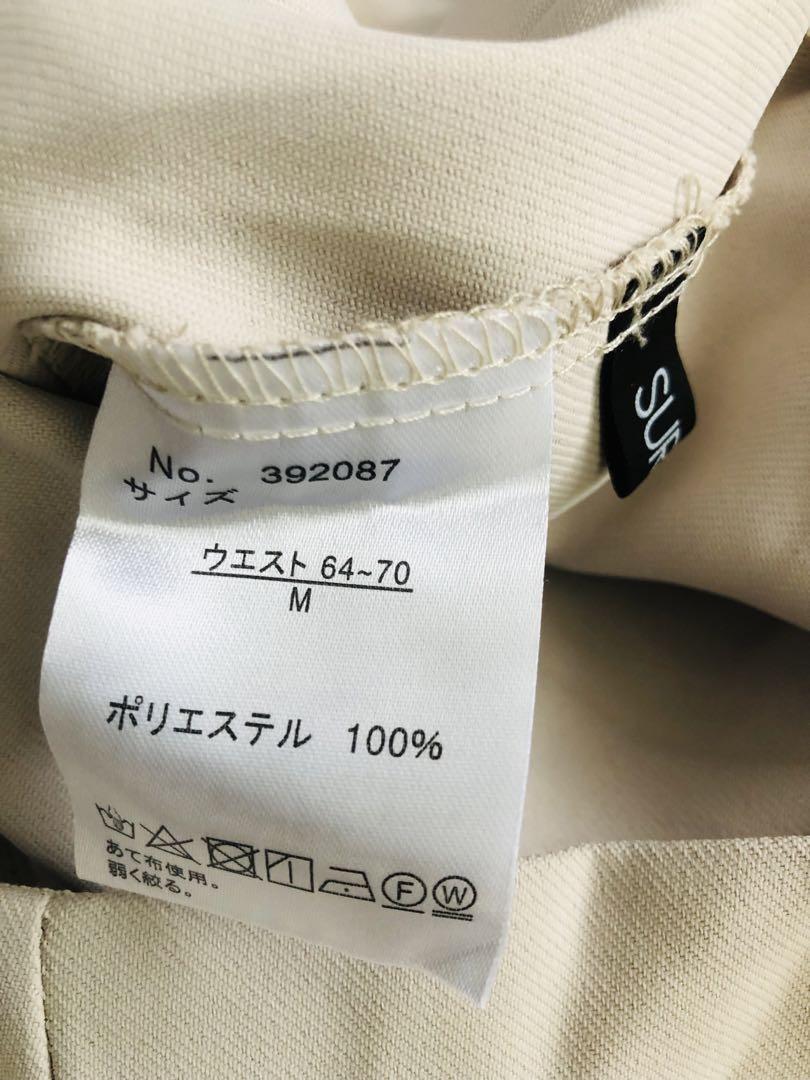 No. 392087
サイズ
ウエスト 64~70
M
ポリエステル 100%
F W
あて布使用。
弱く絞る。
SUR